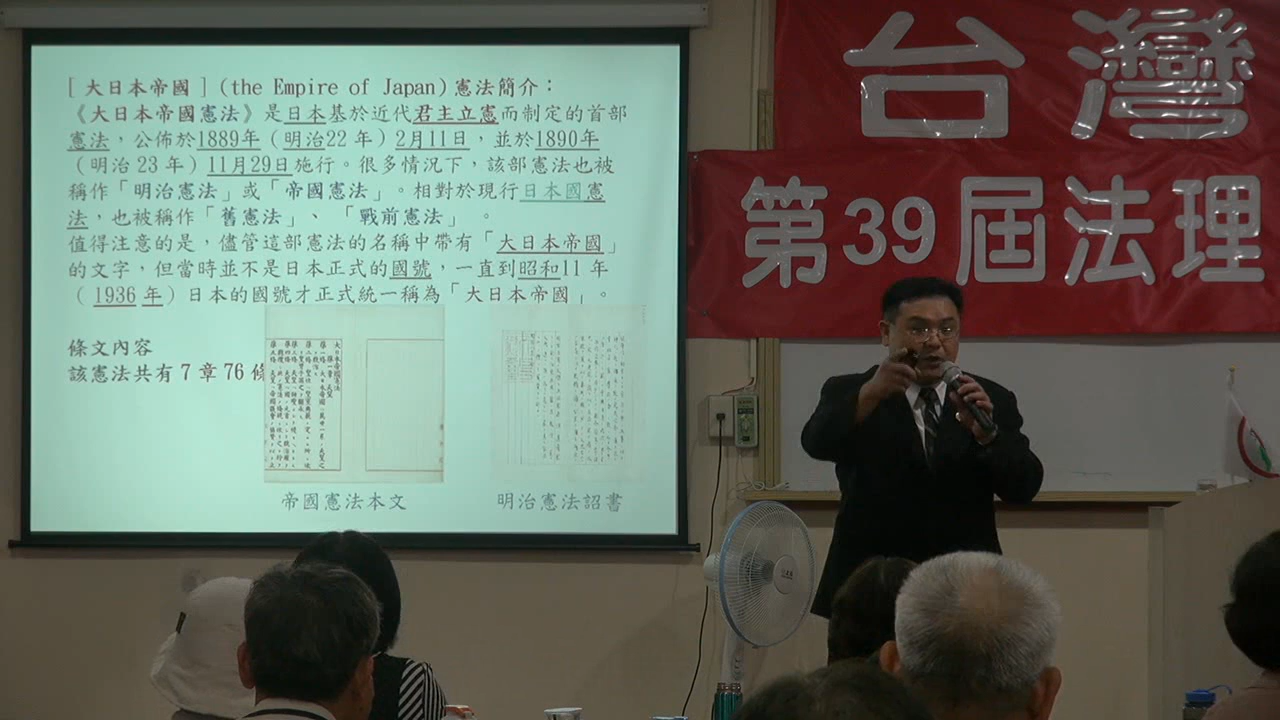 [ 大日本帝國 ] (the Empire of Japan)憲法簡介：
《大日本帝國憲法》是日本基於近代君主立憲而制定的首部
憲法，公佈於1889年（明治22年）2月11日，並於1890年
（明治23年）11月29日施行。很多情況下，該部憲法也被
稱作「明治憲法」或「帝國憲法」。相對於現行日本國憲
法，也被稱作「舊憲法」、「戰前憲法」。
值得注意的是，儘管這部憲法的名稱中帶有「大日本帝國」
的文字，但當時並不是日本正式的國號，一直到昭和11年
（1936年）日本的國號才正式統一稱為「大日本帝國」。
條文內容
該憲法共有7章76條
帝國憲法本文
明治憲法詔書
台灣
第39屆法理